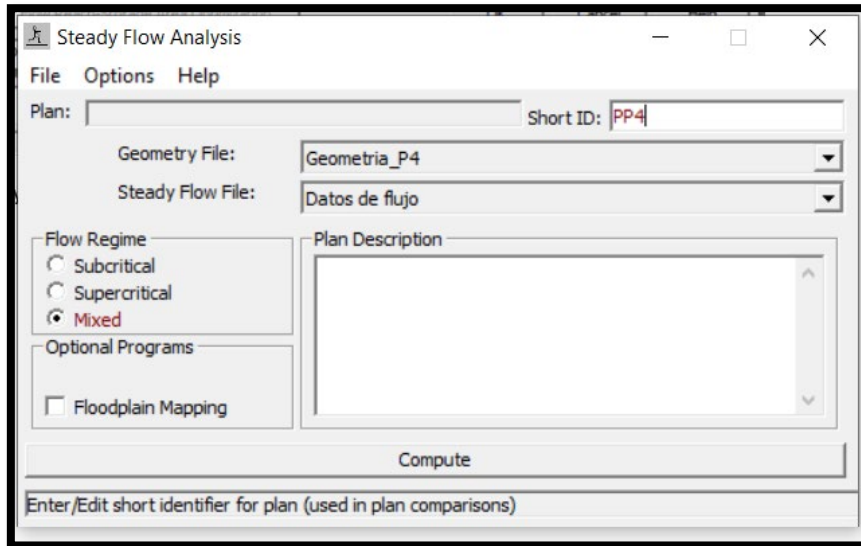 Steady Flow Analysis
File Options Help
Plan: Short ID: PP4
Geometry File: Geometria_P4
Steady Flow File: Datos de flujo
Flow Regime Plan Description
Subcritical
Supercritical
Mixed
Optional Programs
Floodplain Mapping
Compute
Enter/Edit short identifier for plan (used in plan comparisons)